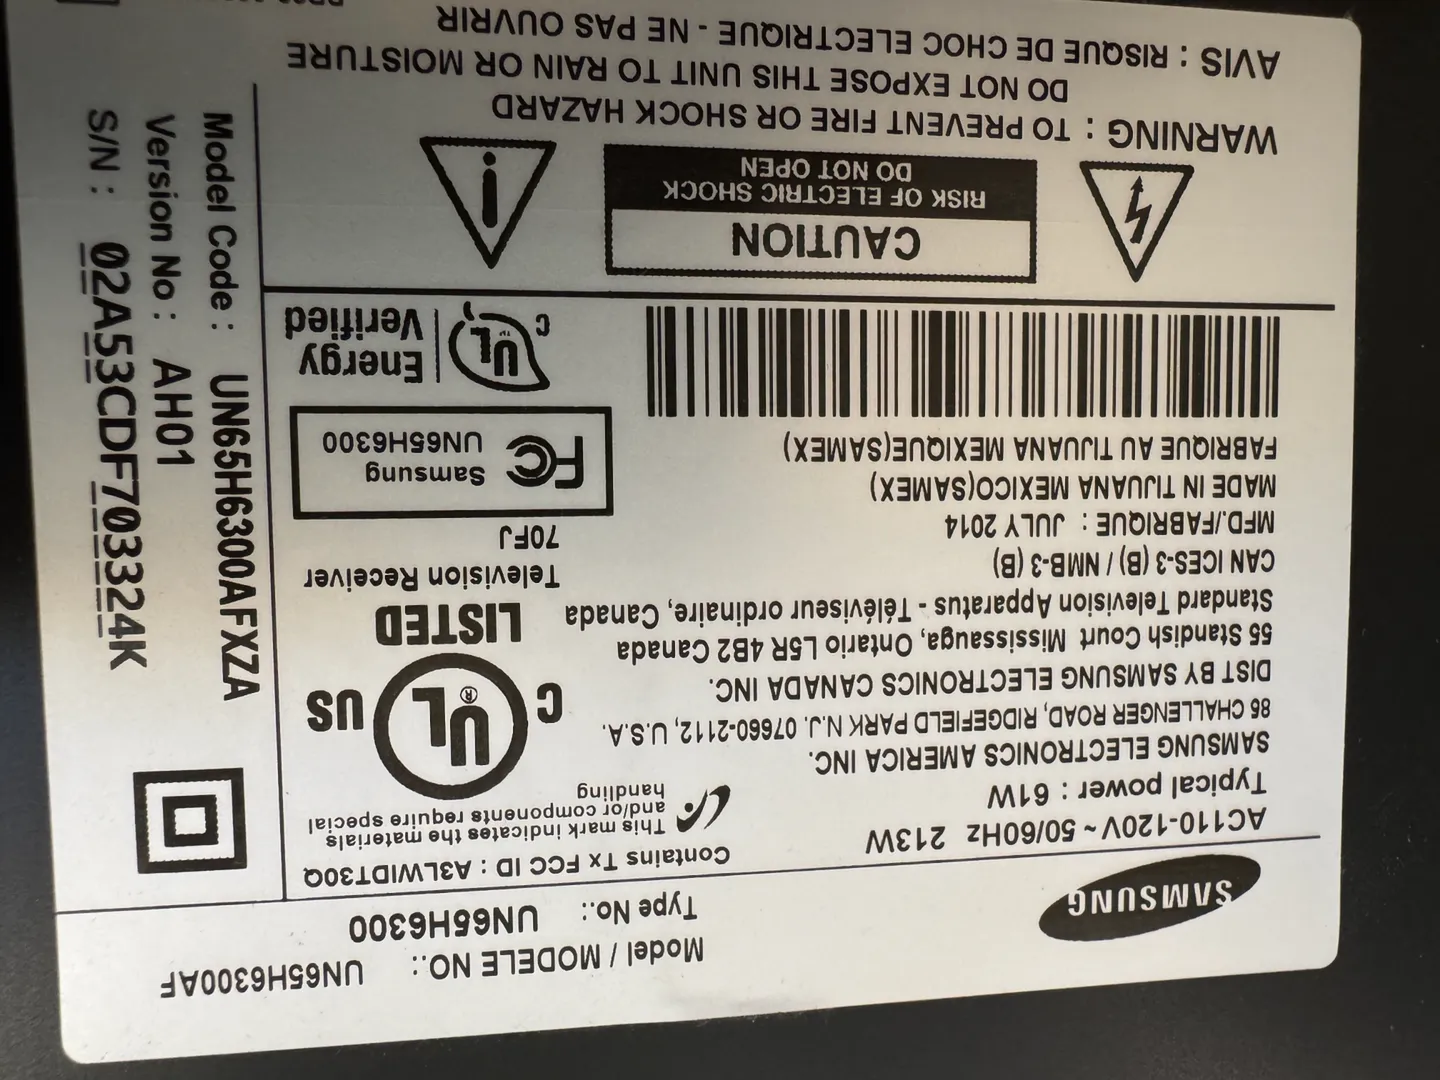 SAMSUNG
Model / MODELE NO.: UN65H6300AF
Type No.: UN65H6300
AC110-120V~ 50/60Hz 213W
Typical power : 61W
SAMSUNG ELECTRONICS AMERICA INC.
85 CHALLENGER ROAD, RIDGEFIELD PARK N.J. 07660-2112, U.S.A.
DIST BY SAMSUNG ELECTRONICS CANADA INC.
55 Standish Court Mississauga, Ontario L5R 4B2 Canada
Standard Television Apparatus - Téléviseur ordinaire, Canada
CAN ICES-3 (B) / NMB-3 (B)
MFD./FABRIQUE : JULY 2014
MADE IN TIJUANA MEXICO(SAMEX)
FABRIQUE AU TIJUANA MEXIQUE(SAMEX)
Contains Tx FCC ID : A3LWIDT30Q
This mark indicates the materials
and/or components require special
handling
C UL® US
LISTED
Television Receiver
70FJ
FC Samsung
UN65H6300
C UL™ Energy
Verified
CAUTION
RISK OF ELECTRIC SHOCK
DO NOT OPEN
WARNING : TO PREVENT FIRE OR SHOCK HAZARD
DO NOT EXPOSE THIS UNIT TO RAIN OR MOISTURE
AVIS : RISQUE DE CHOC ELECTRIQUE - NE PAS OUVRIR
Model Code : UN65H6300AFXZA
Version No : AH01
S/N : 02A53CDF703324K